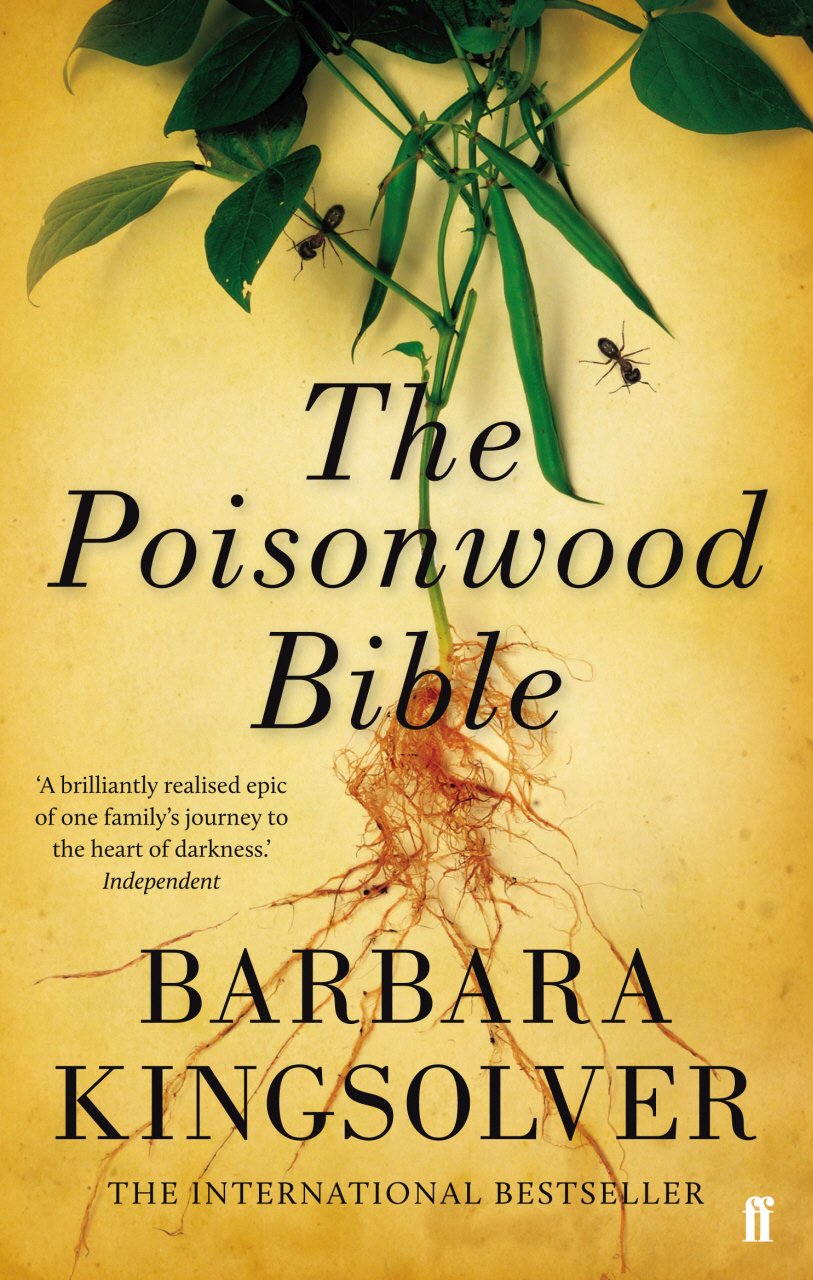 The
Poisonwood
Bible
‘A brilliantly realised epic
of one family’s journey to
the heart of darkness.’
Independent
BARBARA
KINGSOLVER
THE INTERNATIONAL BESTSELLER
ff